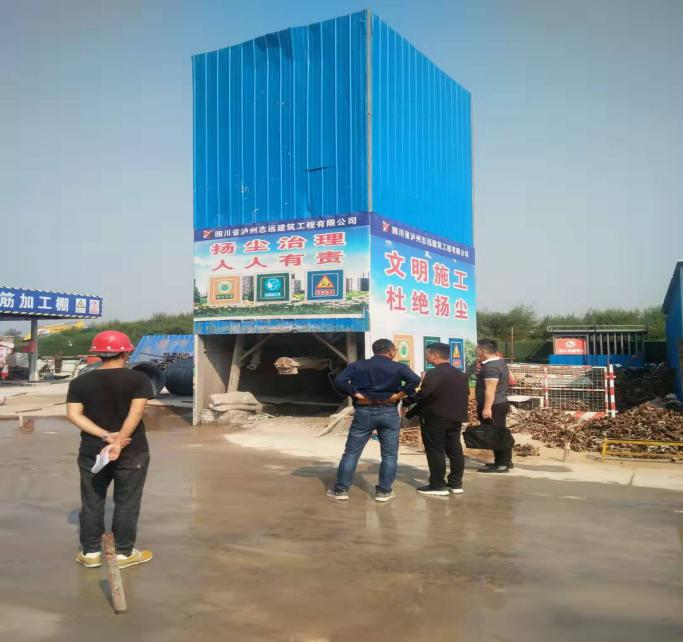 四川省泸州志远建筑工程有限公司
扬尘治理
人人有责
四川省泸州志远建筑工程有限公司
文明施工
杜绝扬尘
筋加工棚